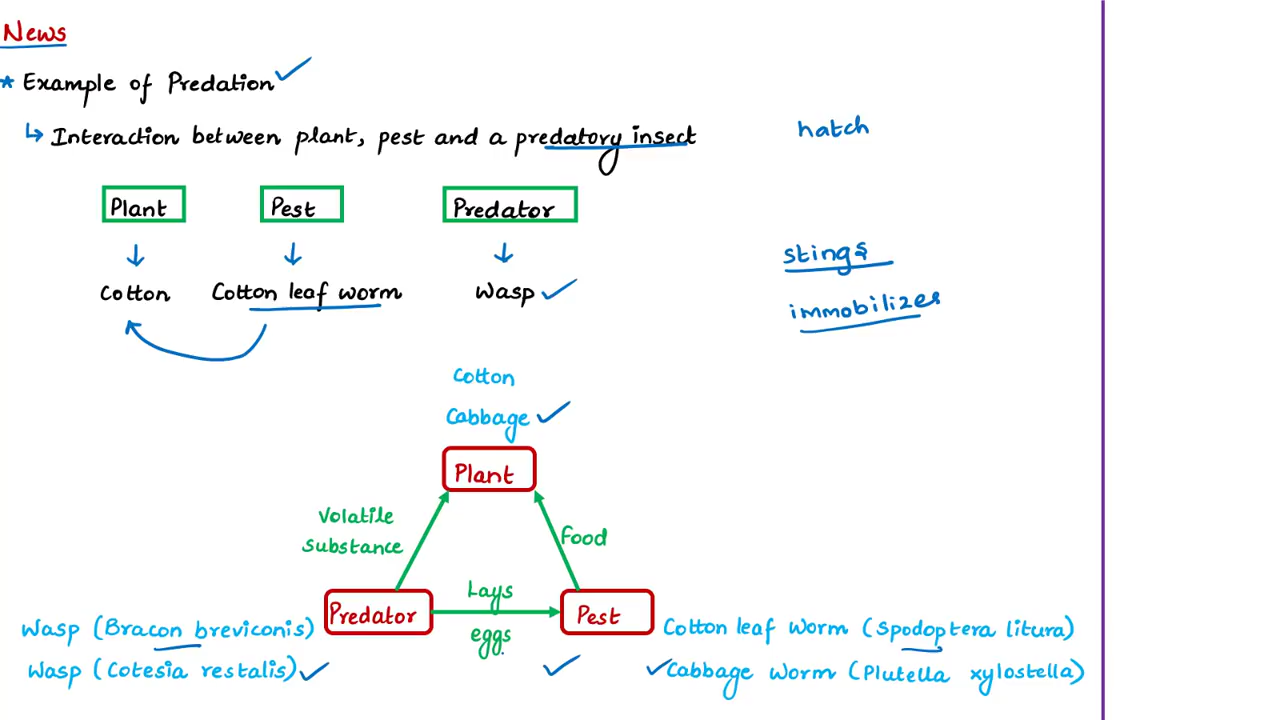 News
* Example of Predation
↳ Interaction between plant, pest and a predatory insect
hatch
Plant Pest Predator
stings
Cotton Cotton leaf worm Wasp
immobilizes
Cotton
Cabbage
Plant
Volatile
Substance
Food
Lays
Predator Pest
eggs
Wasp (Bracon breviconis) Cotton leaf worm (Spodoptera litura)
Wasp (Cotesia restalis) Cabbage worm (Plutella xylostella)